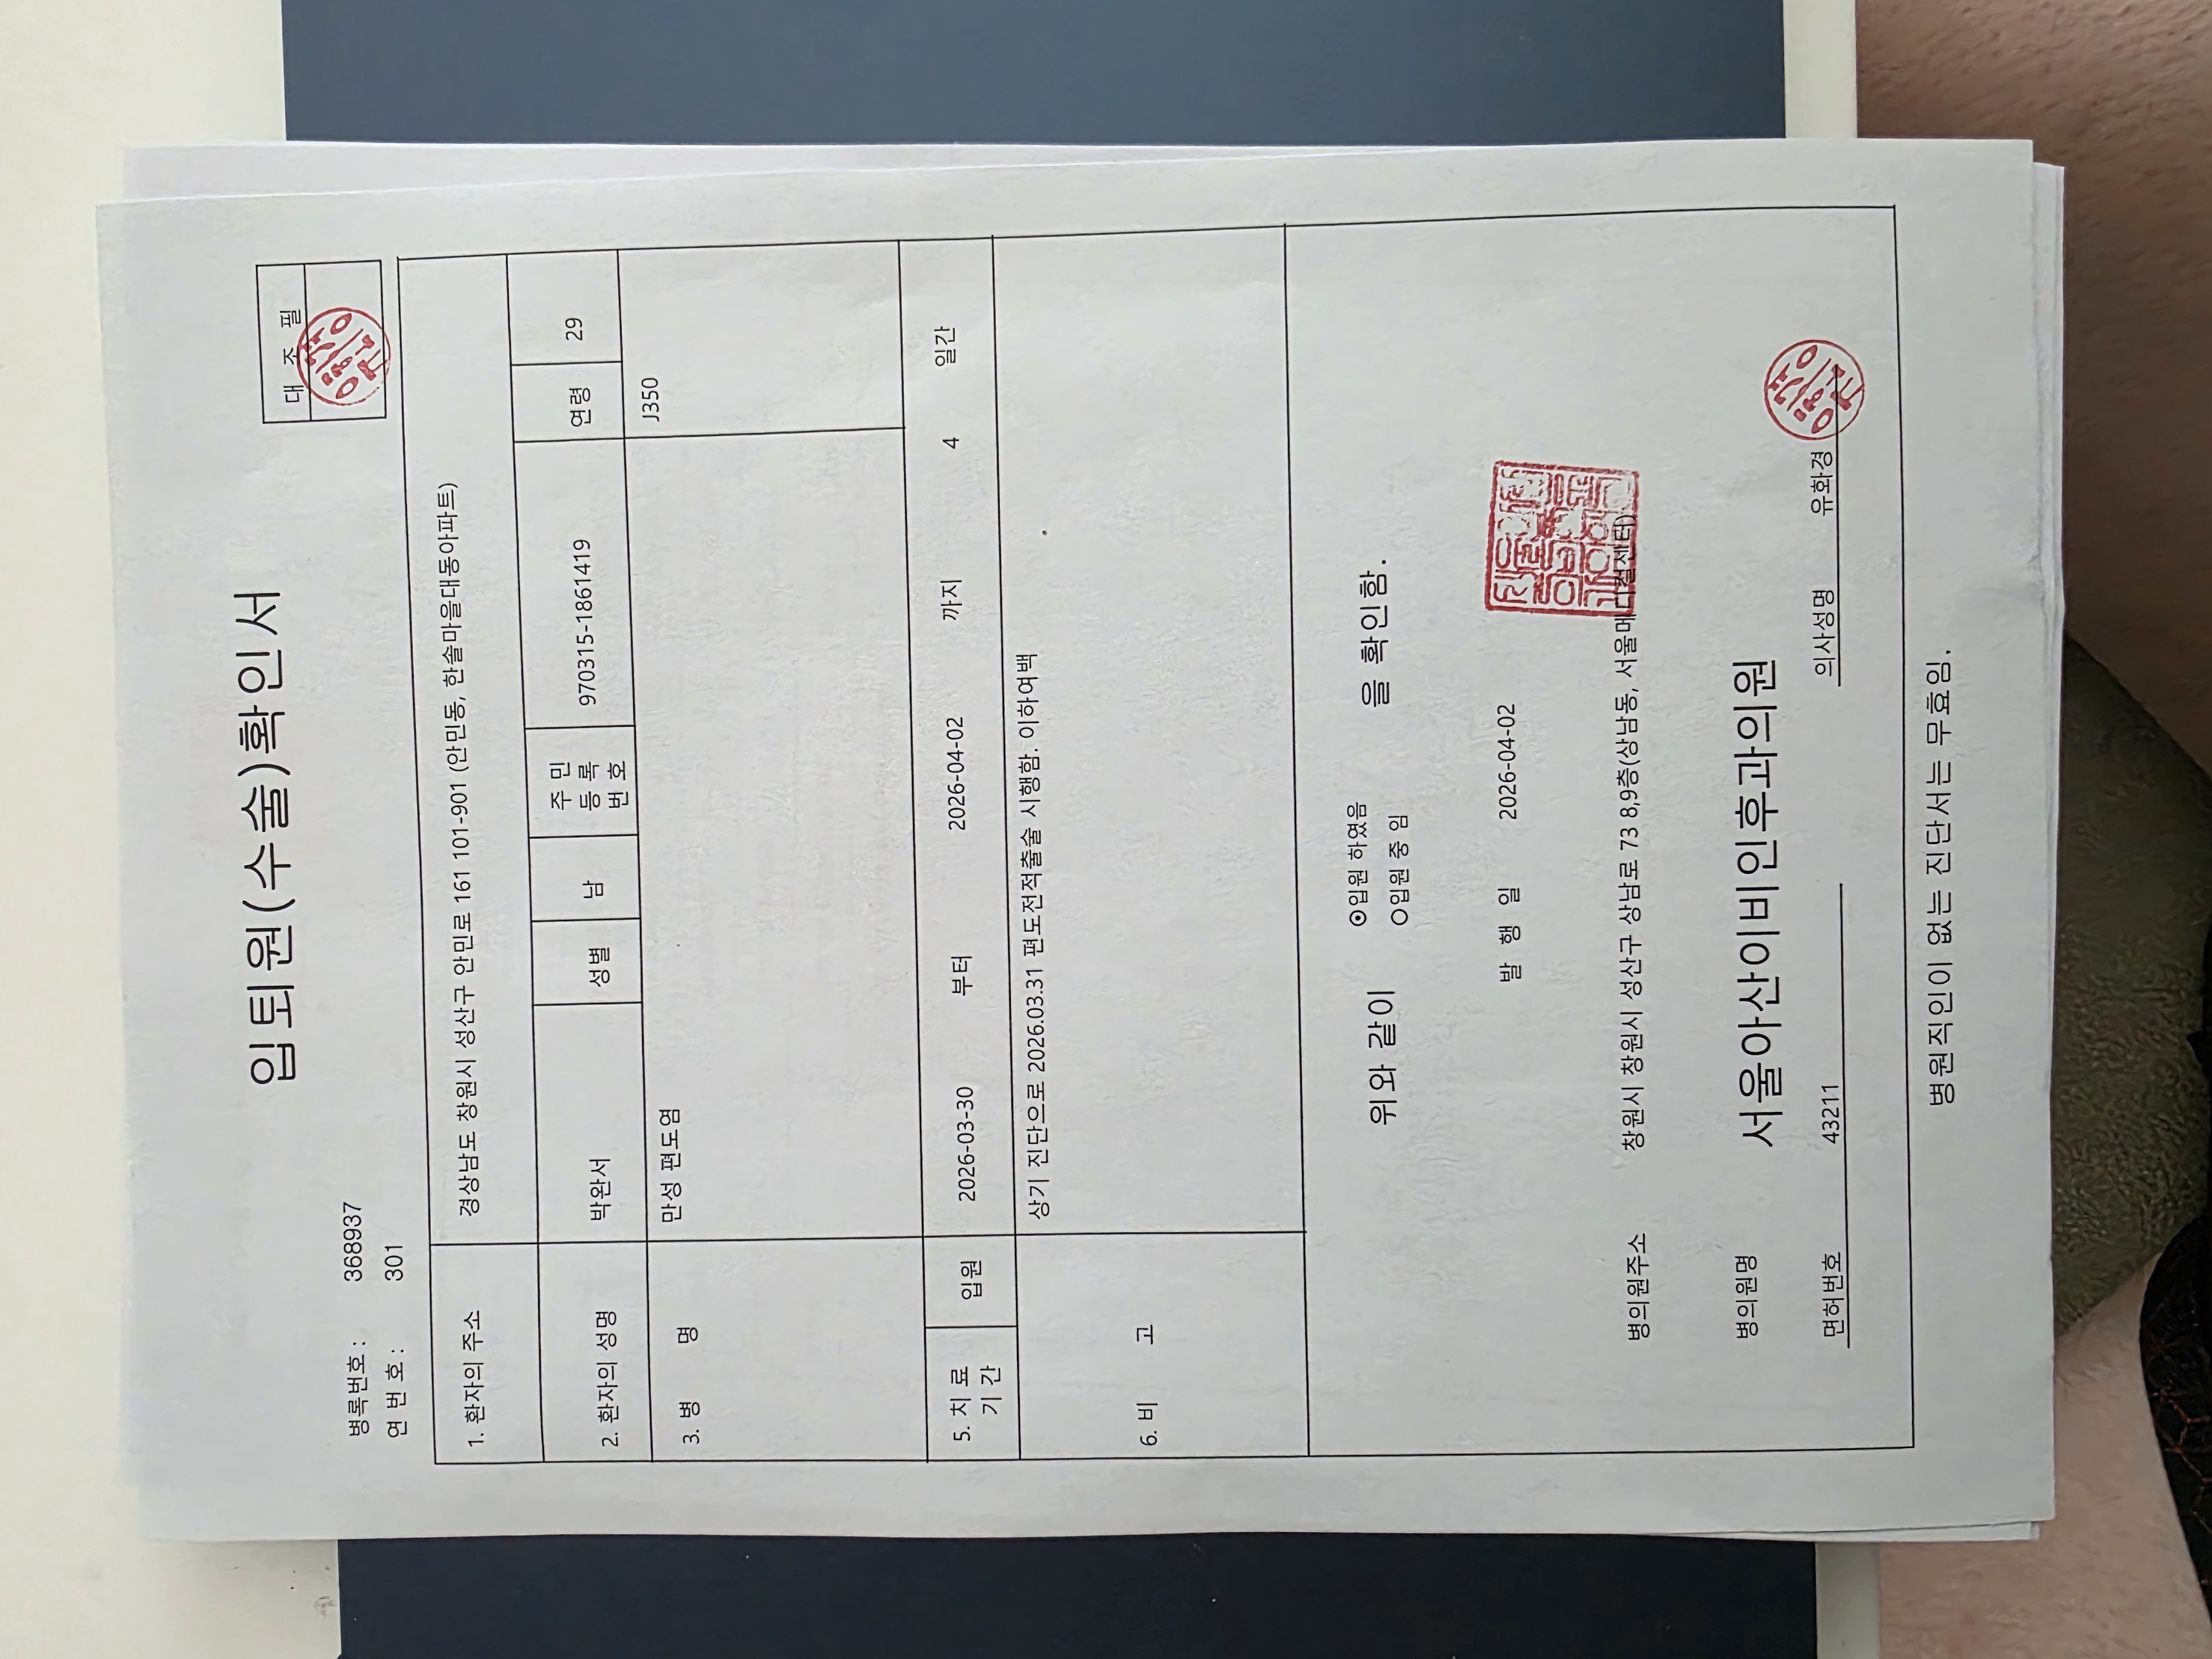 입퇴원(수술)확인서
대 조 필
병록번호 : 368937
연 번 호 : 301
1. 환자의 주소 경상남도 창원시 성산구 안민로 161 101-901 (안민동, 한솔마을대동아파트)
2. 환자의 성명 박완서 성별 남 주 민 등 록 번 호 970315-1861419 연령 29
3. 병 명 만성 편도염 J350
5. 치 료 기 간 입원 2026-03-30 부터 2026-04-02 까지 4 일간
6. 비 고 상기 진단으로 2026.03.31 편도전적출술 시행함. 이하여백
위와 같이 ⦿입원 하였음 을 확인함.
○입원 중 임
발 행 일 2026-04-02
병의원주소 창원시 창원시 성산구 상남로 73 8,9층(상남동, 서울메디컬센터)
병의원명 서울아산이비인후과의원
면허번호 43211 의사성명 유화경
병원직인이 없는 진단서는 무효임.